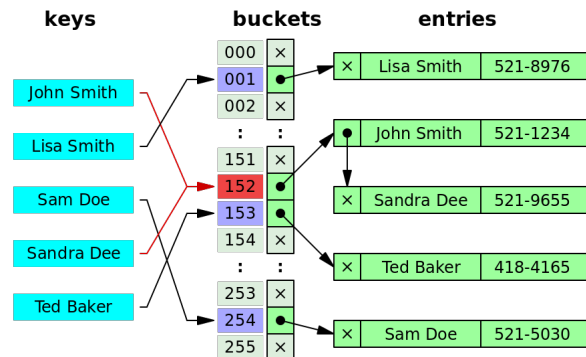 keys
buckets
entries
John Smith
Lisa Smith
Sam Doe
Sandra Dee
Ted Baker
000 ×
001
002 ×
: :
151 ×
152
153
154 ×
: :
253 ×
254
255 ×
× Lisa Smith 521-8976
John Smith 521-1234
× Sandra Dee 521-9655
× Ted Baker 418-4165
× Sam Doe 521-5030